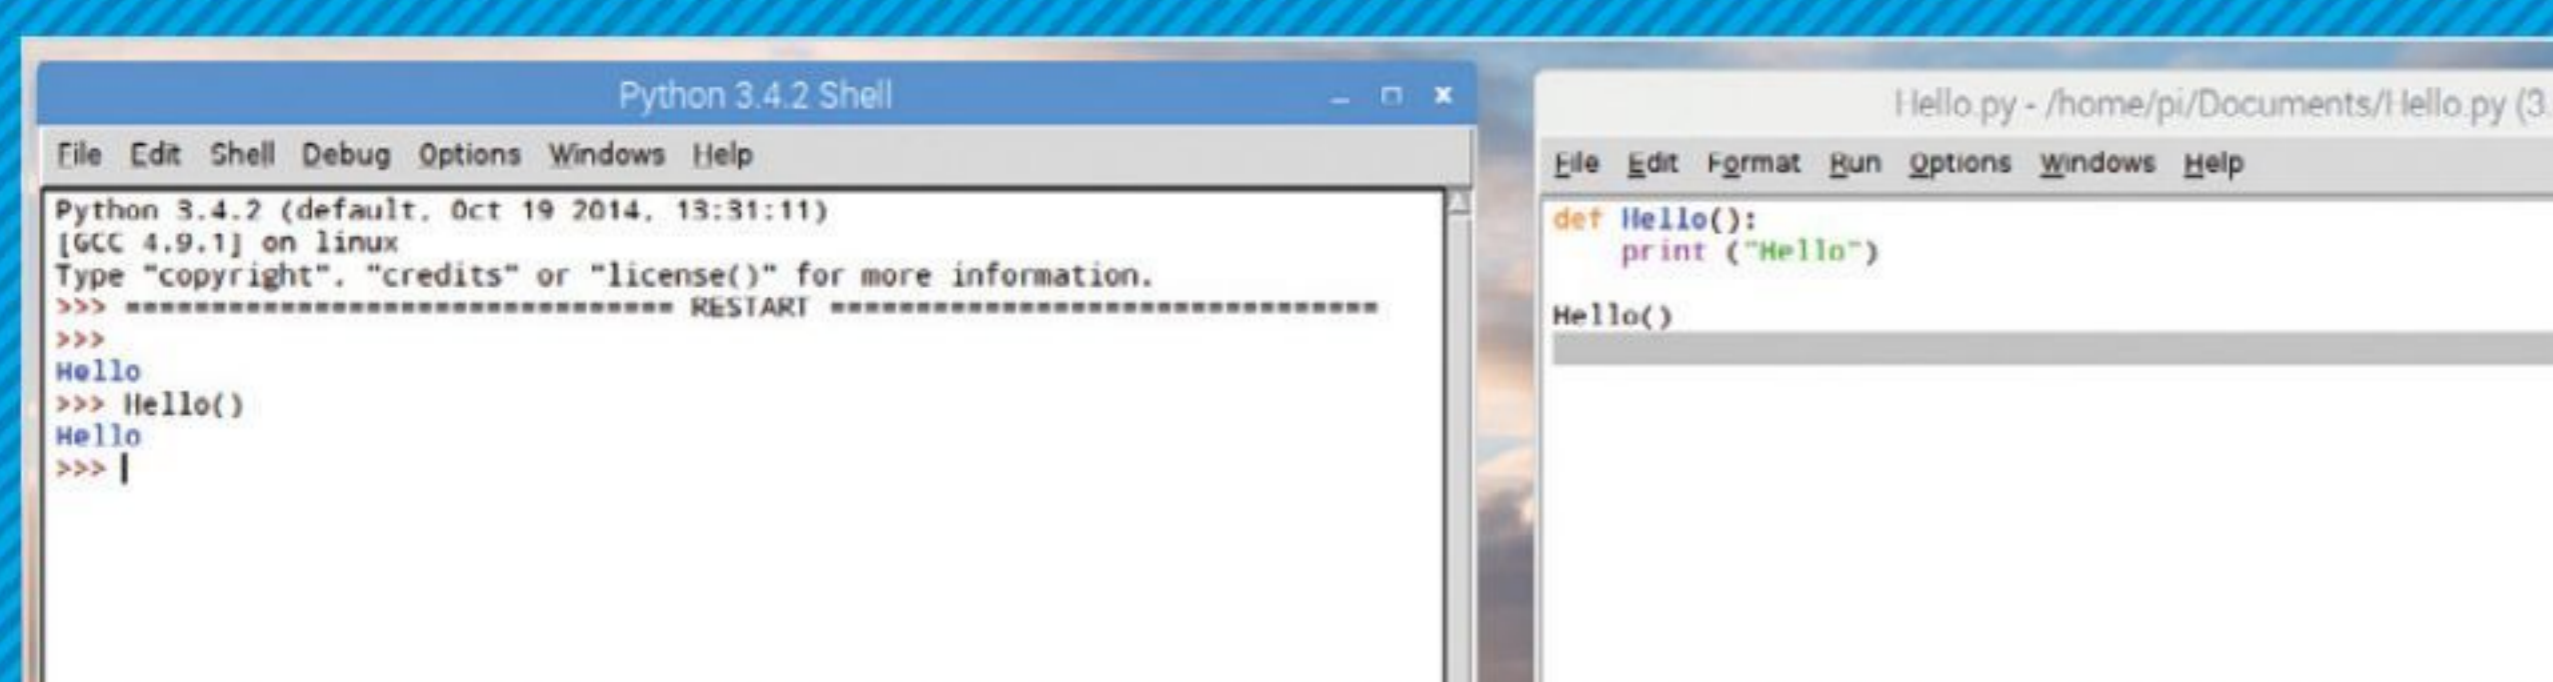 Python 3.4.2 Shell
File Edit Shell Debug Options Windows Help
Python 3.4.2 (default, Oct 19 2014, 13:31:11)
[GCC 4.9.1] on linux
Type "copyright", "credits" or "license()" for more information.
>>> ================================ RESTART ================================
>>>
Hello
>>> Hello()
Hello
>>>
Hello.py - /home/pi/Documents/Hello.py (3.
File Edit Format Run Options Windows Help
def Hello():
    print ("Hello")
Hello()